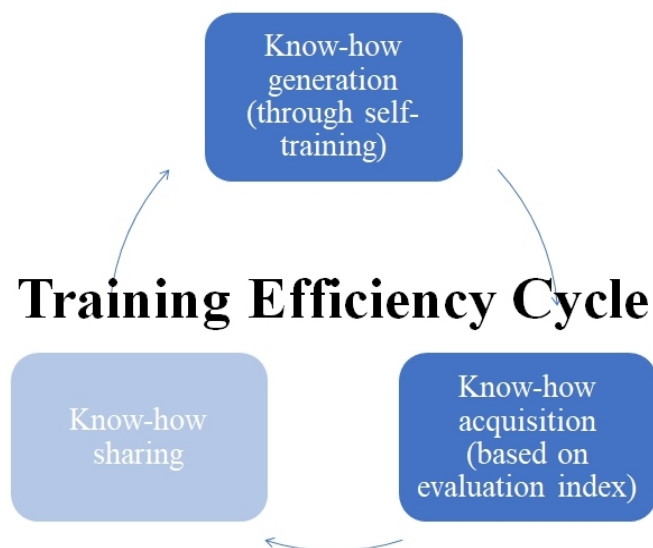 Know-how
generation
(through self-
training)
Training Efficiency Cycle
Know-how
sharing
Know-how
acquisition
(based on
evaluation index)